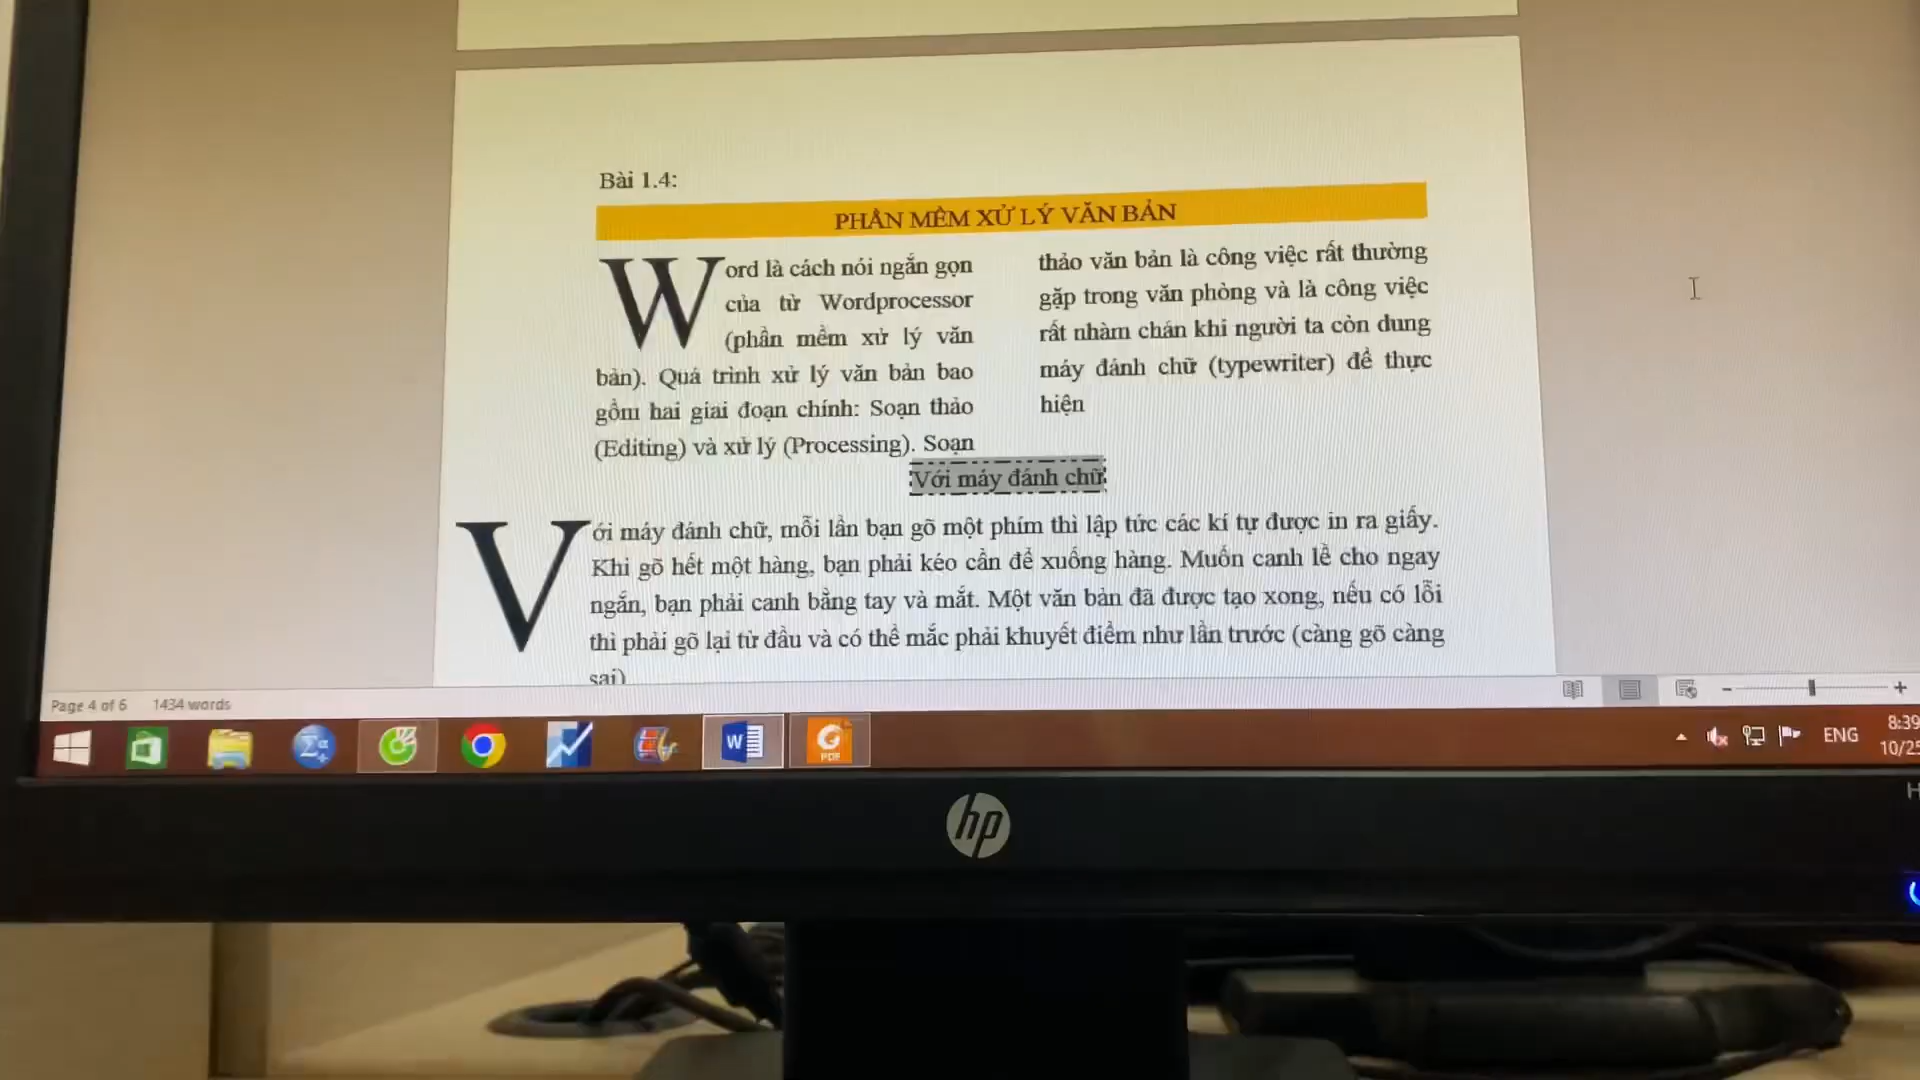 Bài 1.4:
PHẦN MỀM XỬ LÝ VĂN BẢN
Word là cách nói ngắn gọn
của từ Wordprocessor
(phần mềm xử lý văn
bản). Quá trình xử lý văn bản bao
gồm hai giai đoạn chính: Soạn thảo
(Editing) và xử lý (Processing). Soạn
thảo văn bản là công việc rất thường
gặp trong văn phòng và là công việc
rất nhàm chán khi người ta còn dung
máy đánh chữ (typewriter) để thực
hiện
Với máy đánh chữ
Với máy đánh chữ, mỗi lần bạn gõ một phím thì lập tức các kí tự được in ra giấy.
Khi gõ hết một hàng, bạn phải kéo cần để xuống hàng. Muốn canh lề cho ngay
ngắn, bạn phải canh bằng tay và mắt. Một văn bản đã được tạo xong, nếu có lỗi
thì phải gõ lại từ đầu và có thể mắc phải khuyết điểm như lần trước (càng gõ càng
sai)
Page 4 of 6 1434 words
W
PDF
ENG
8:39
10/25
hp